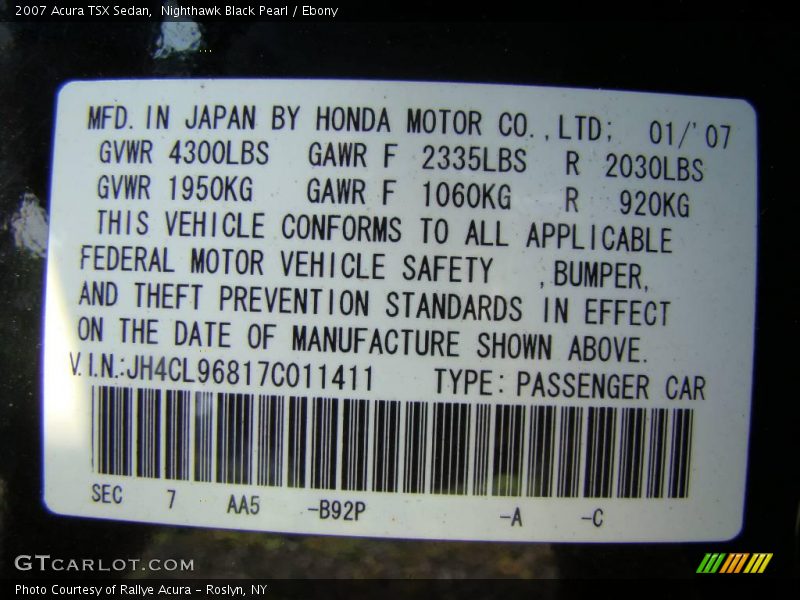 2007 Acura TSX Sedan,  Nighthawk Black Pearl / Ebony
MFD. IN JAPAN BY HONDA MOTOR CO.,LTD; 01/'07
GVWR 4300LBS GAWR F 2335LBS R 2030LBS
GVWR 1950KG GAWR F 1060KG R 920KG
THIS VEHICLE CONFORMS TO ALL APPLICABLE
FEDERAL MOTOR VEHICLE SAFETY ,BUMPER,
AND THEFT PREVENTION STANDARDS IN EFFECT
ON THE DATE OF MANUFACTURE SHOWN ABOVE.
V.I.N.:JH4CL96817C011411 TYPE: PASSENGER CAR
SEC 7 AA5 -B92P -A -C
GTCARLOT.COM
Photo Courtesy of Rallye Acura - Roslyn, NY